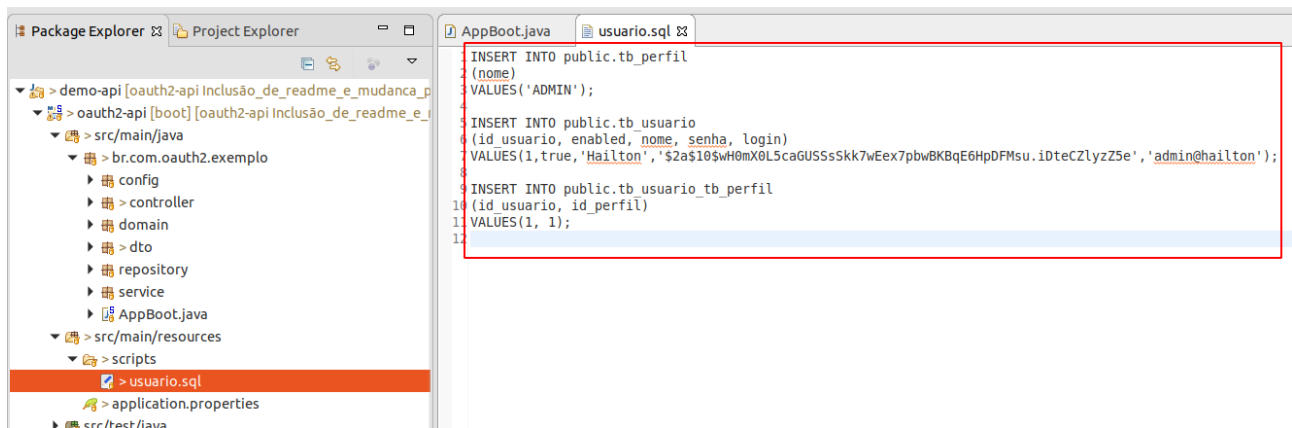 Package Explorer
Project Explorer
> demo-api [oauth2-api Inclusão_de_readme_e_mudanca_p
> oauth2-api [boot] [oauth2-api Inclusão_de_readme_e_r
> src/main/java
> br.com.oauth2.exemplo
config
> controller
domain
> dto
repository
service
AppBoot.java
> src/main/resources
> scripts
> usuario.sql
> application.properties
src/test/java
AppBoot.java
usuario.sql
1 INSERT INTO public.tb_perfil
2 (nome)
3 VALUES('ADMIN');
4
5 INSERT INTO public.tb_usuario
6 (id_usuario, enabled, nome, senha, login)
7 VALUES(1,true,'Hailton','$2a$10$wH0mX0L5caGUSSsSkk7wEex7pbwBKBqE6HpDFMsu.iDteCZlyzZ5e','admin@hailton');
8
9 INSERT INTO public.tb_usuario_tb_perfil
10 (id_usuario, id_perfil)
11 VALUES(1, 1);
12